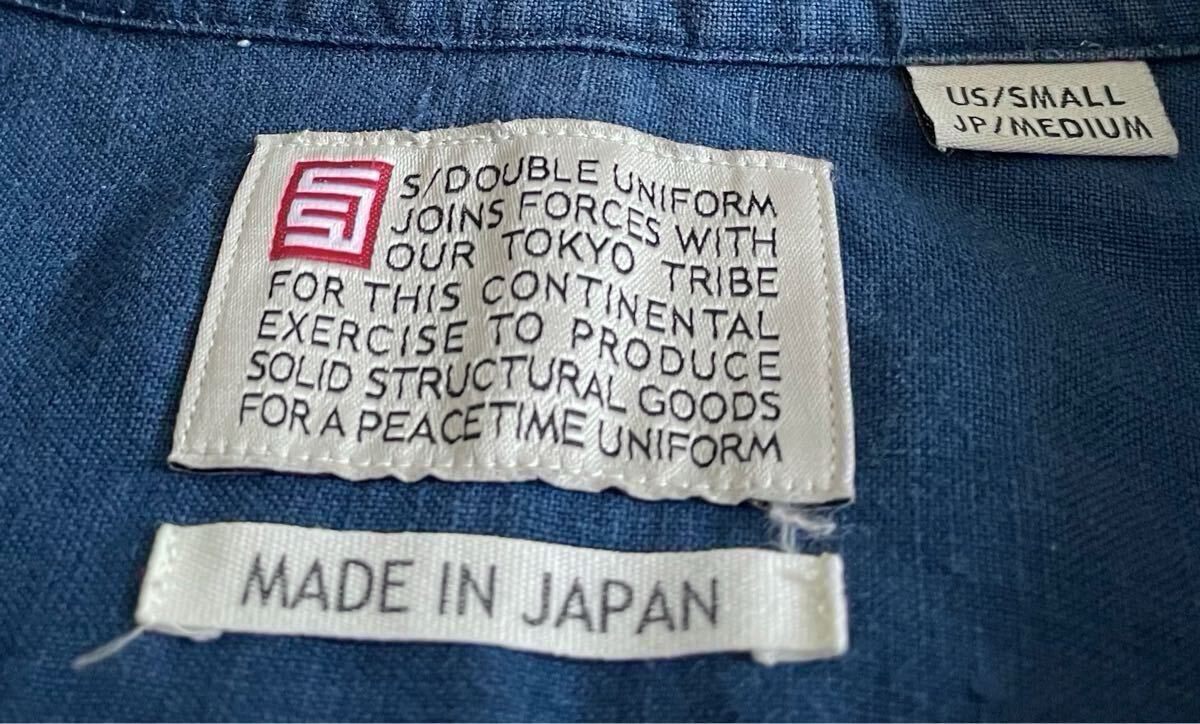 US/SMALL
JP/MEDIUM
S/DOUBLE UNIFORM
JOINS FORCES WITH
OUR TOKYO TRIBE
FOR THIS CONTINENTAL
EXERCISE TO PRODUCE
SOLID STRUCTURAL GOODS
FOR A PEACETIME UNIFORM
MADE IN JAPAN